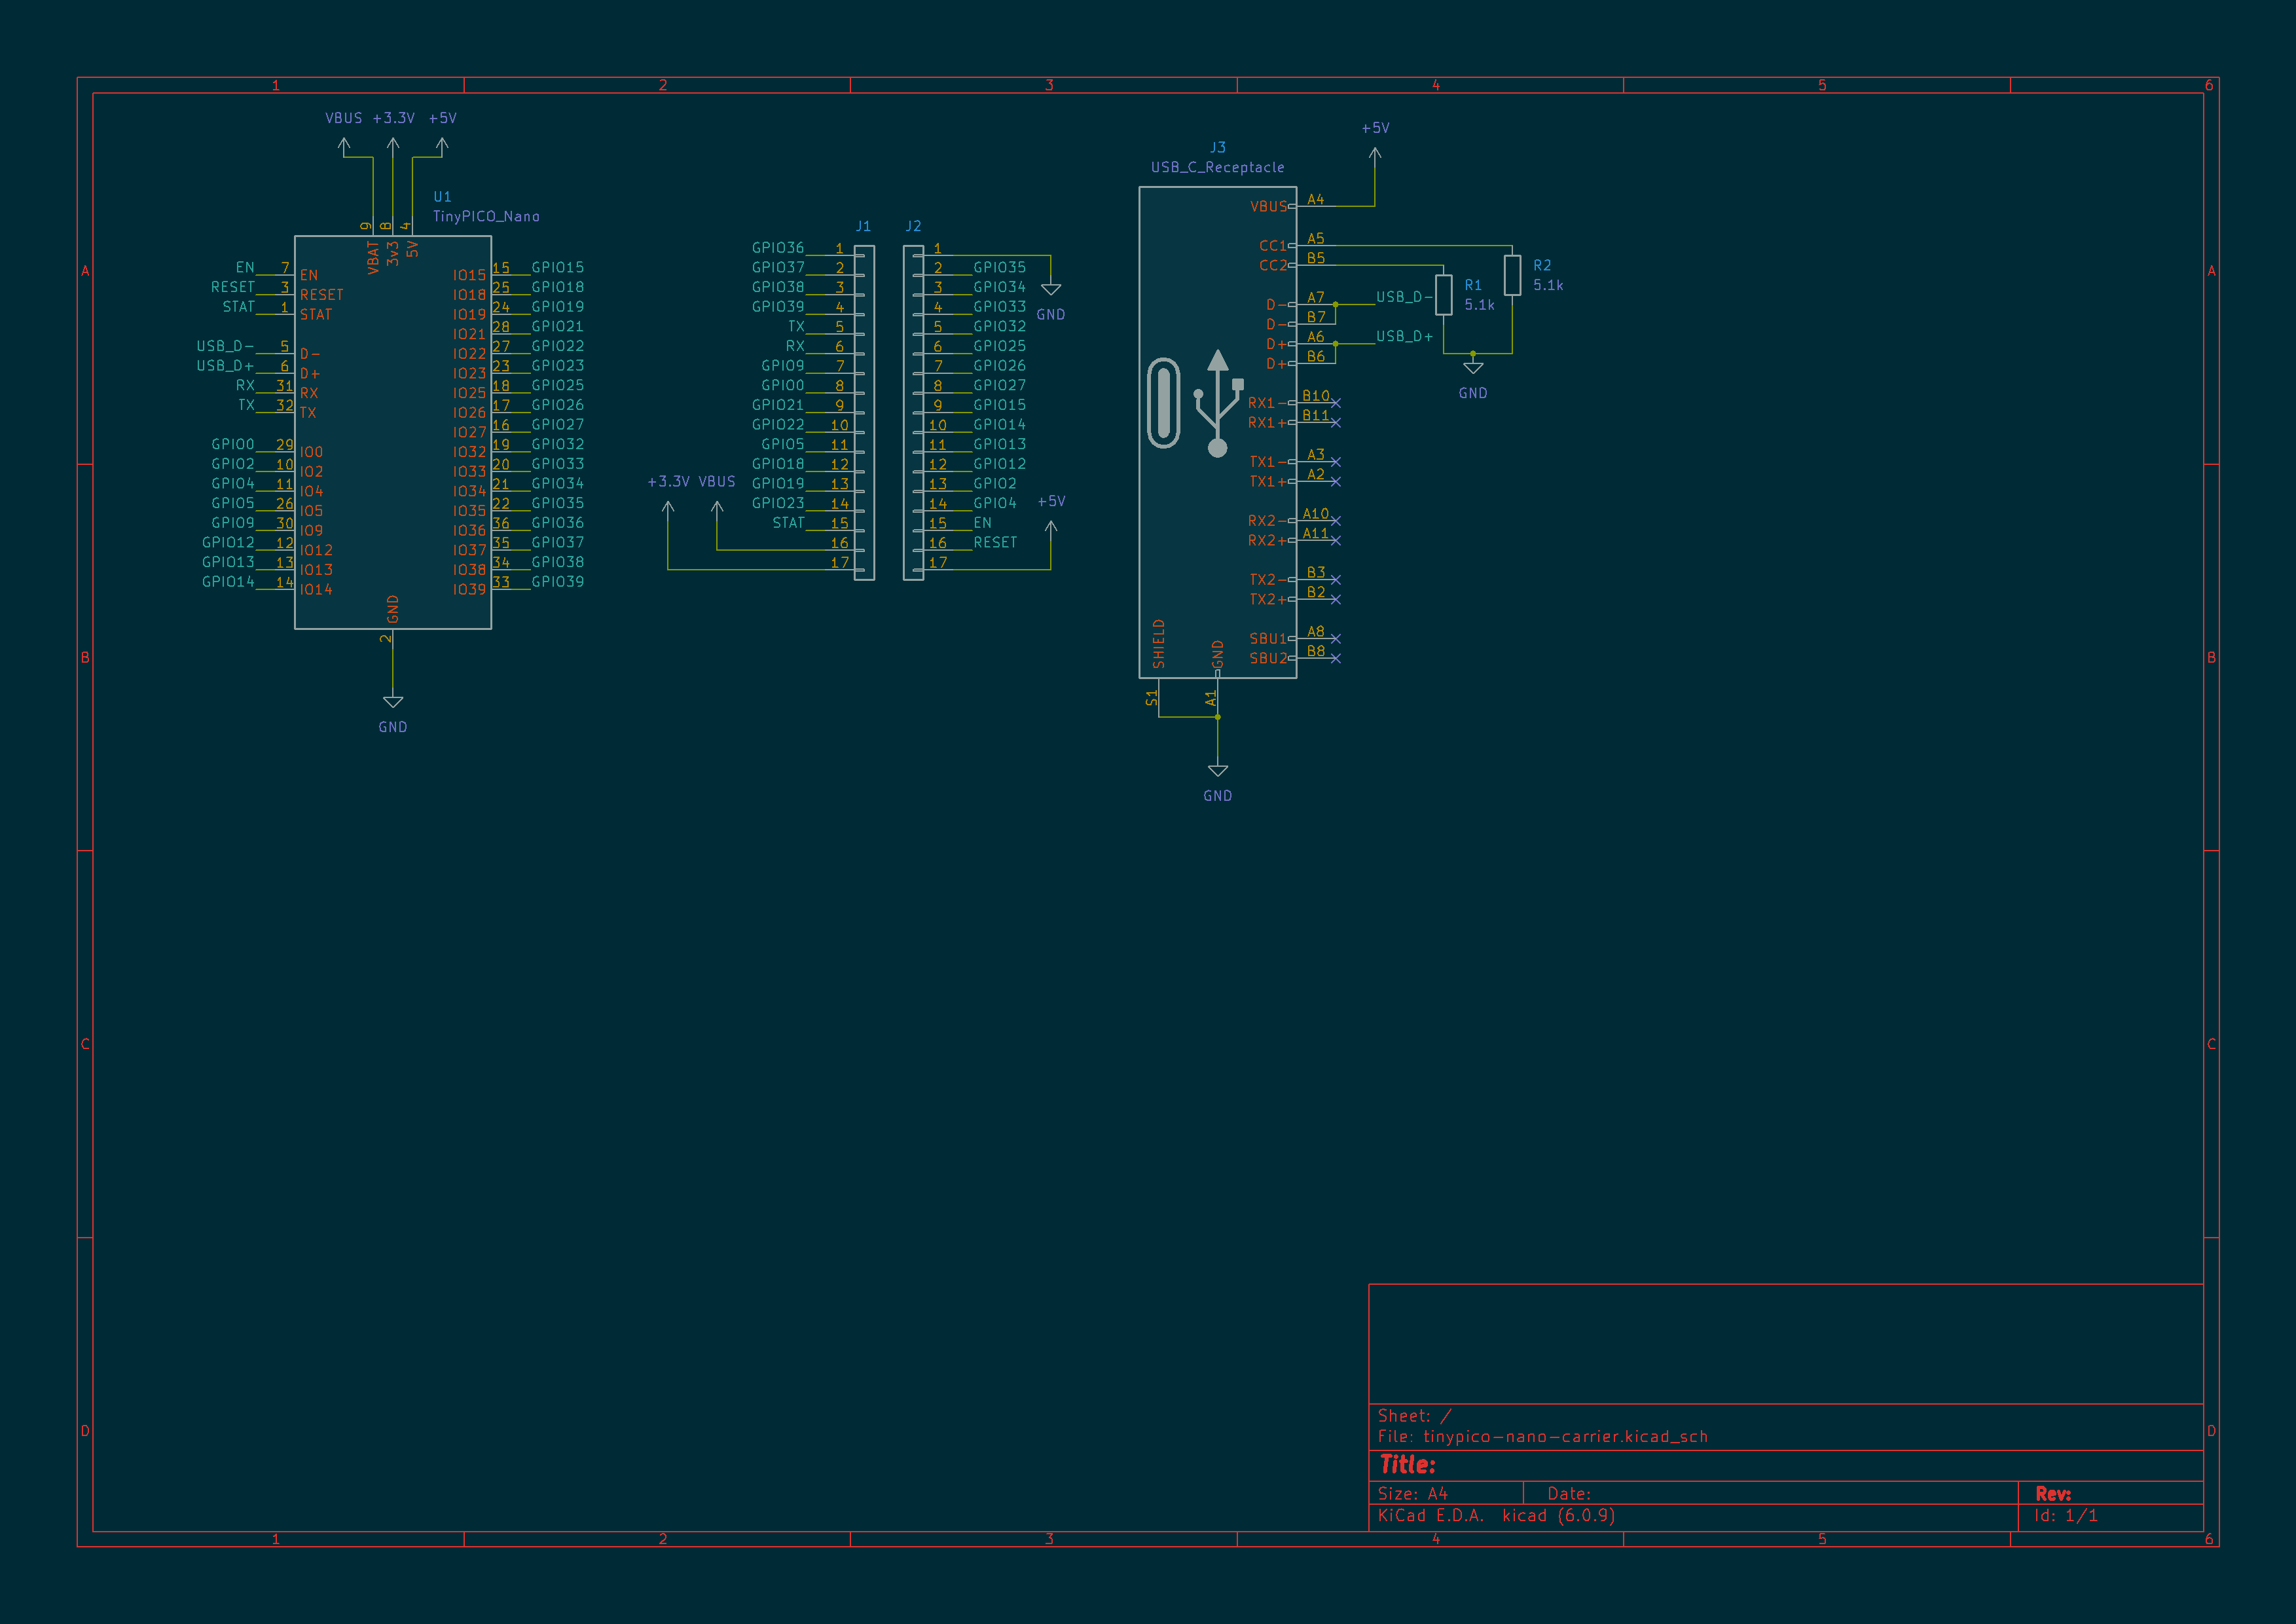 1 2 3 4 5 6
VBUS +3.3V +5V
U1
TinyPICO_Nano
9 8 4
VBAT 3v3 5V
EN 7 EN
RESET 3 RESET
STAT 1 STAT
USB_D- 5 D-
USB_D+ 6 D+
RX 31 RX
TX 32 TX
GPIO0 29 IO0
GPIO2 10 IO2
GPIO4 11 IO4
GPIO5 26 IO5
GPIO9 30 IO9
GPIO12 12 IO12
GPIO13 13 IO13
GPIO14 14 IO14
IO15 15 GPIO15
IO18 25 GPIO18
IO19 24 GPIO19
IO21 28 GPIO21
IO22 27 GPIO22
IO23 23 GPIO23
IO25 18 GPIO25
IO26 17 GPIO26
IO27 16 GPIO27
IO32 19 GPIO32
IO33 20 GPIO33
IO34 21 GPIO34
IO35 22 GPIO35
IO36 36 GPIO36
IO37 35 GPIO37
IO38 34 GPIO38
IO39 33 GPIO39
GND
2
GND
J1
GPIO36 1
GPIO37 2
GPIO38 3
GPIO39 4
TX 5
RX 6
GPIO9 7
GPIO0 8
GPIO21 9
GPIO22 10
GPIO5 11
GPIO18 12
GPIO19 13
GPIO23 14
STAT 15
16
17
+3.3V VBUS
J2
1
2 GPIO35
3 GPIO34
4 GPIO33
5 GPIO32
6 GPIO25
7 GPIO26
8 GPIO27
9 GPIO15
10 GPIO14
11 GPIO13
12 GPIO12
13 GPIO2
14 GPIO4
15 EN
16 RESET
17
GND
+5V
J3
USB_C_Receptacle
+5V
VBUS A4
CC1 A5
CC2 B5
D- A7 USB_D-
D- B7
D+ A6 USB_D+
D+ B6
RX1- B10
RX1+ B11
TX1- A3
TX1+ A2
RX2- A10
RX2+ A11
TX2- B3
TX2+ B2
SBU1 A8
SBU2 B8
SHIELD GND
S1 A1
GND
R1
5.1k
R2
5.1k
GND
A A
B B
C C
D D
Sheet: /
File: tinypico-nano-carrier.kicad_sch
Title:
Size: A4 Date: Rev:
KiCad E.D.A. kicad (6.0.9) Id: 1/1
1 2 3 4 5 6